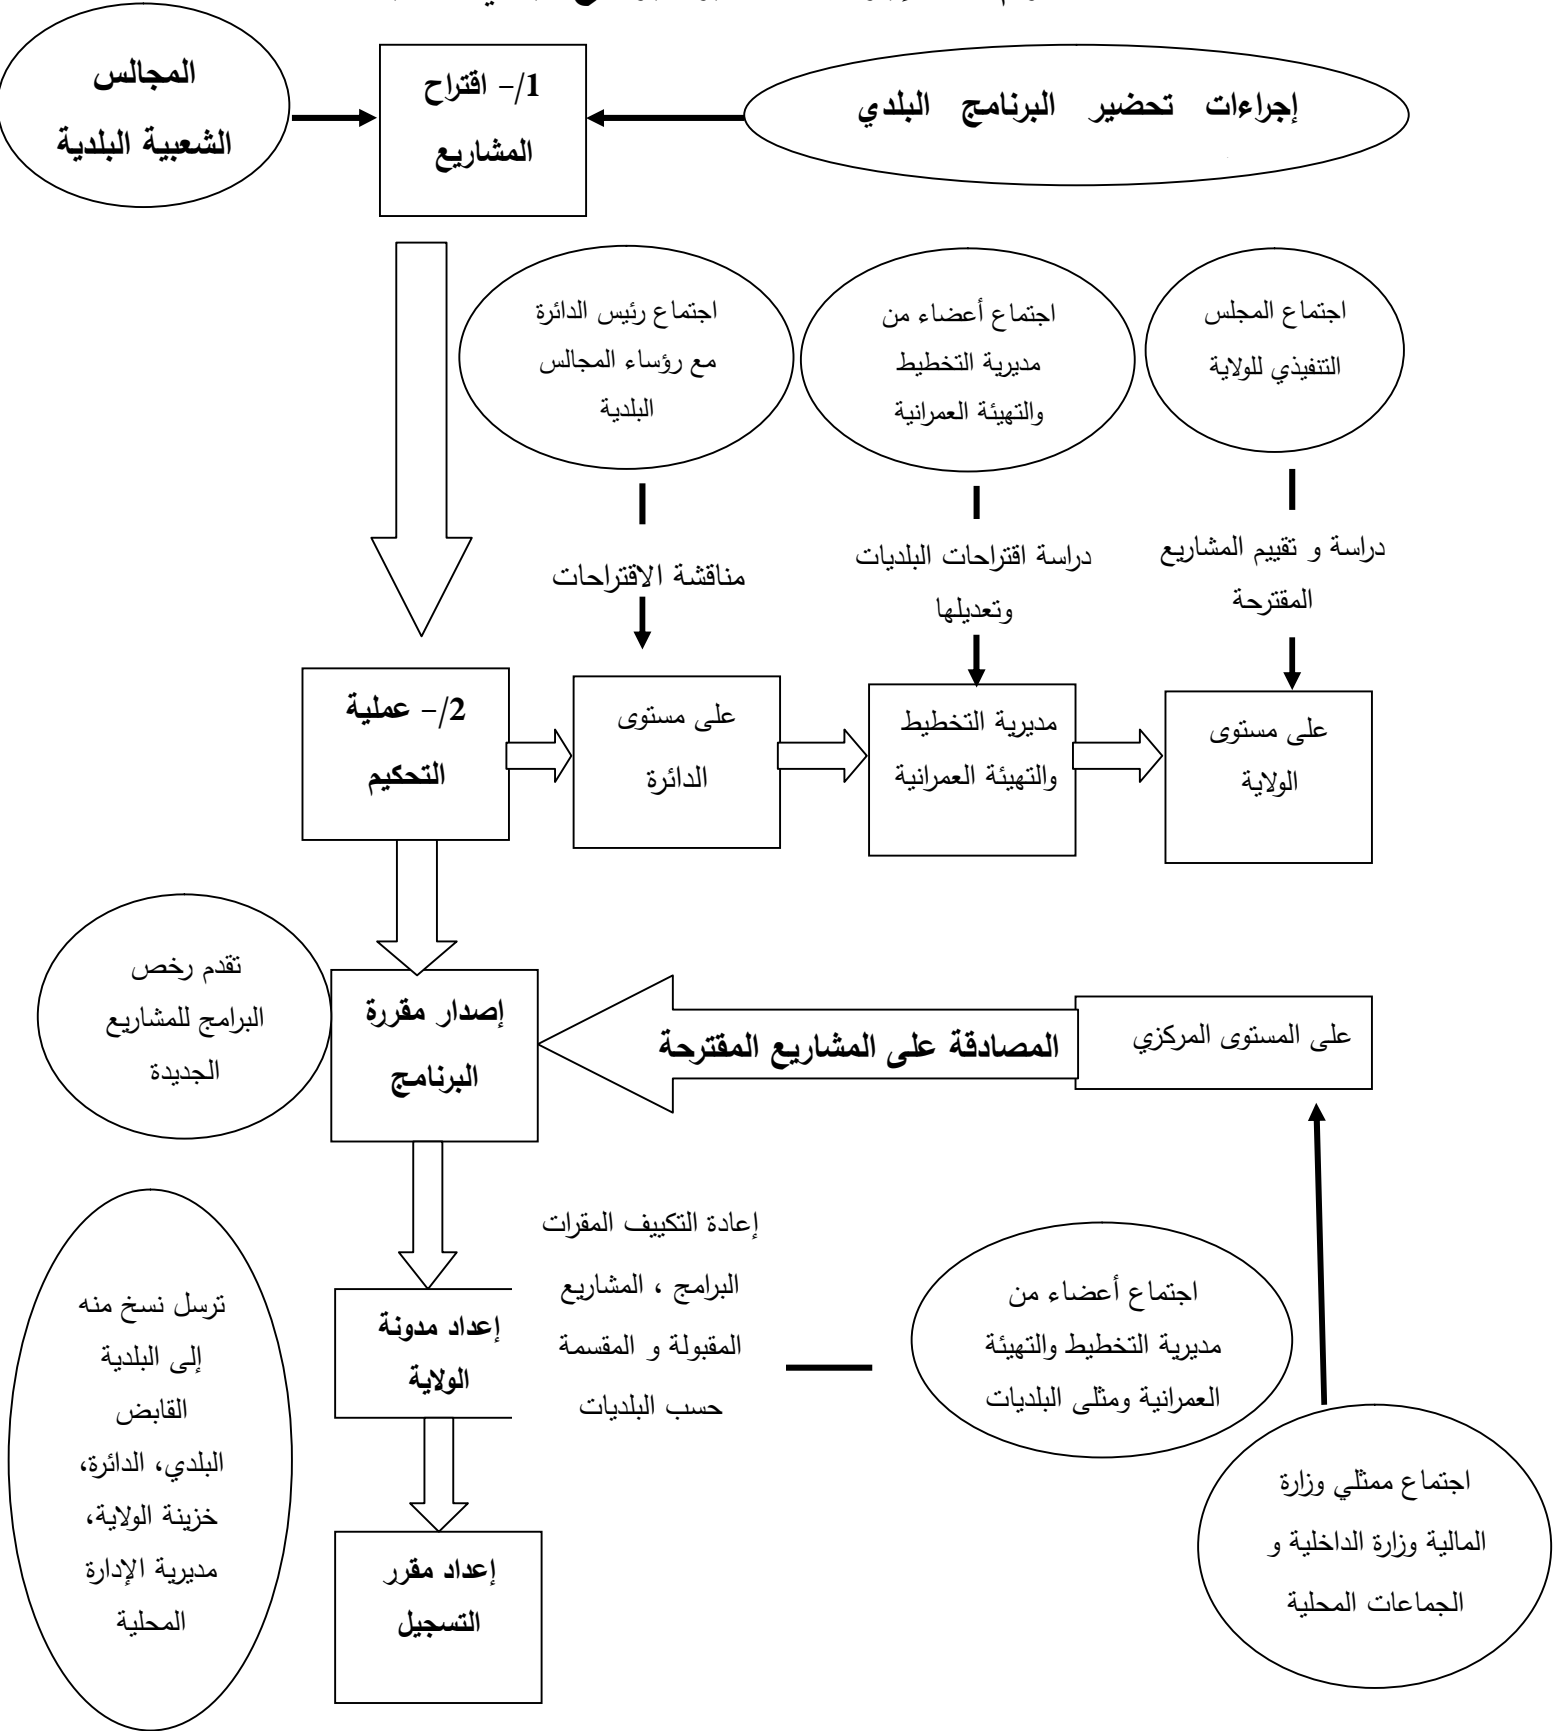 إجراءات تحضير البرنامج البلدي
1/- اقتراح
المشاريع
المجالس
الشعبية البلدية
اجتماع المجلس
التنفيذي للولاية
اجتماع أعضاء من
مديرية التخطيط
والتهيئة العمرانية
اجتماع رئيس الدائرة
مع رؤساء المجالس
البلدية
دراسة و تقييم المشاريع
المقترحة
دراسة اقتراحات البلديات
وتعديلها
مناقشة الاقتراحات
2/- عملية
التحكيم
على مستوى
الدائرة
مديرية التخطيط
والتهيئة العمرانية
على مستوى
الولاية
على المستوى المركزي
المصادقة على المشاريع المقترحة
إصدار مقررة
البرنامج
تقدم رخص
البرامج للمشاريع
الجديدة
اجتماع ممثلي وزارة
المالية وزارة الداخلية و
الجماعات المحلية
اجتماع أعضاء من
مديرية التخطيط والتهيئة
العمرانية ومثلى البلديات
إعادة التكييف المقرات
البرامج ، المشاريع
المقبولة و المقسمة
حسب البلديات
إعداد مدونة
الولاية
إعداد مقرر
التسجيل
ترسل نسخ منه
إلى البلدية
القابض
البلدي، الدائرة،
خزينة الولاية،
مديرية الإدارة
المحلية